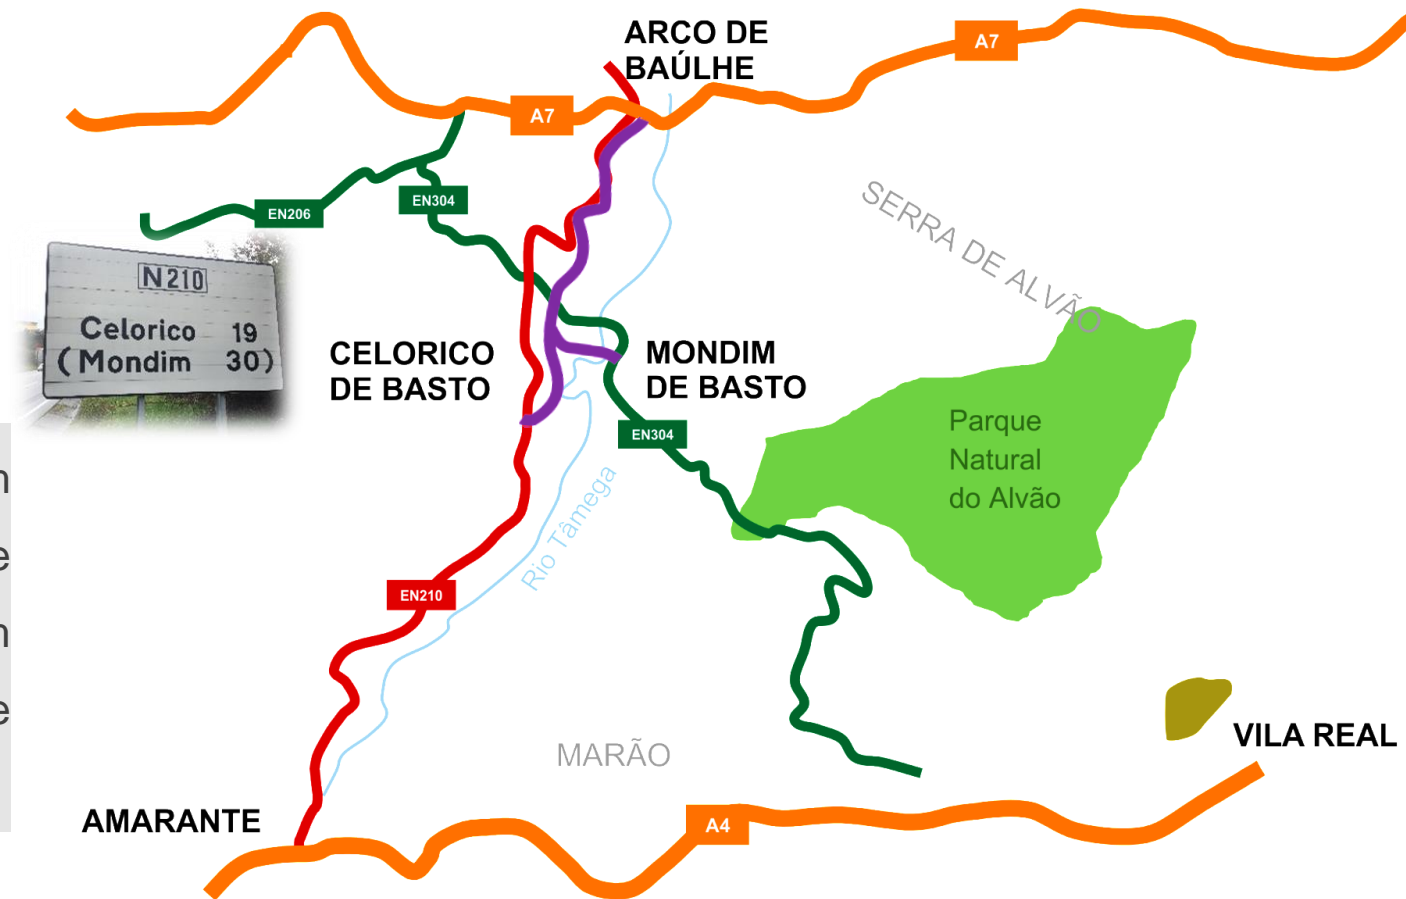 ARCO DE
BAÚLHE
A7
A7
EN206
EN304
SERRA DE ALVÃO
N210
Celorico 19
(Mondim 30)
CELORICO
DE BASTO
MONDIM
DE BASTO
EN304
Parque
Natural
do Alvão
Rio Tâmega
EN210
MARÃO
VILA REAL
AMARANTE
A4